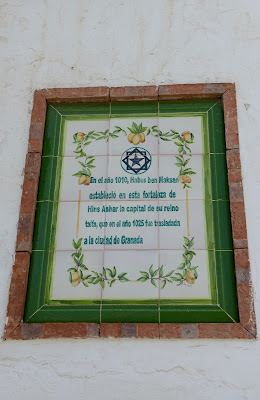 En el año 1010, Habus ben Maksan
estableció en esta fortaleza de
Hins Ashar la capital de su reino
taifa, que en el año 1025 fue trasladada
a la ciudad de Granada